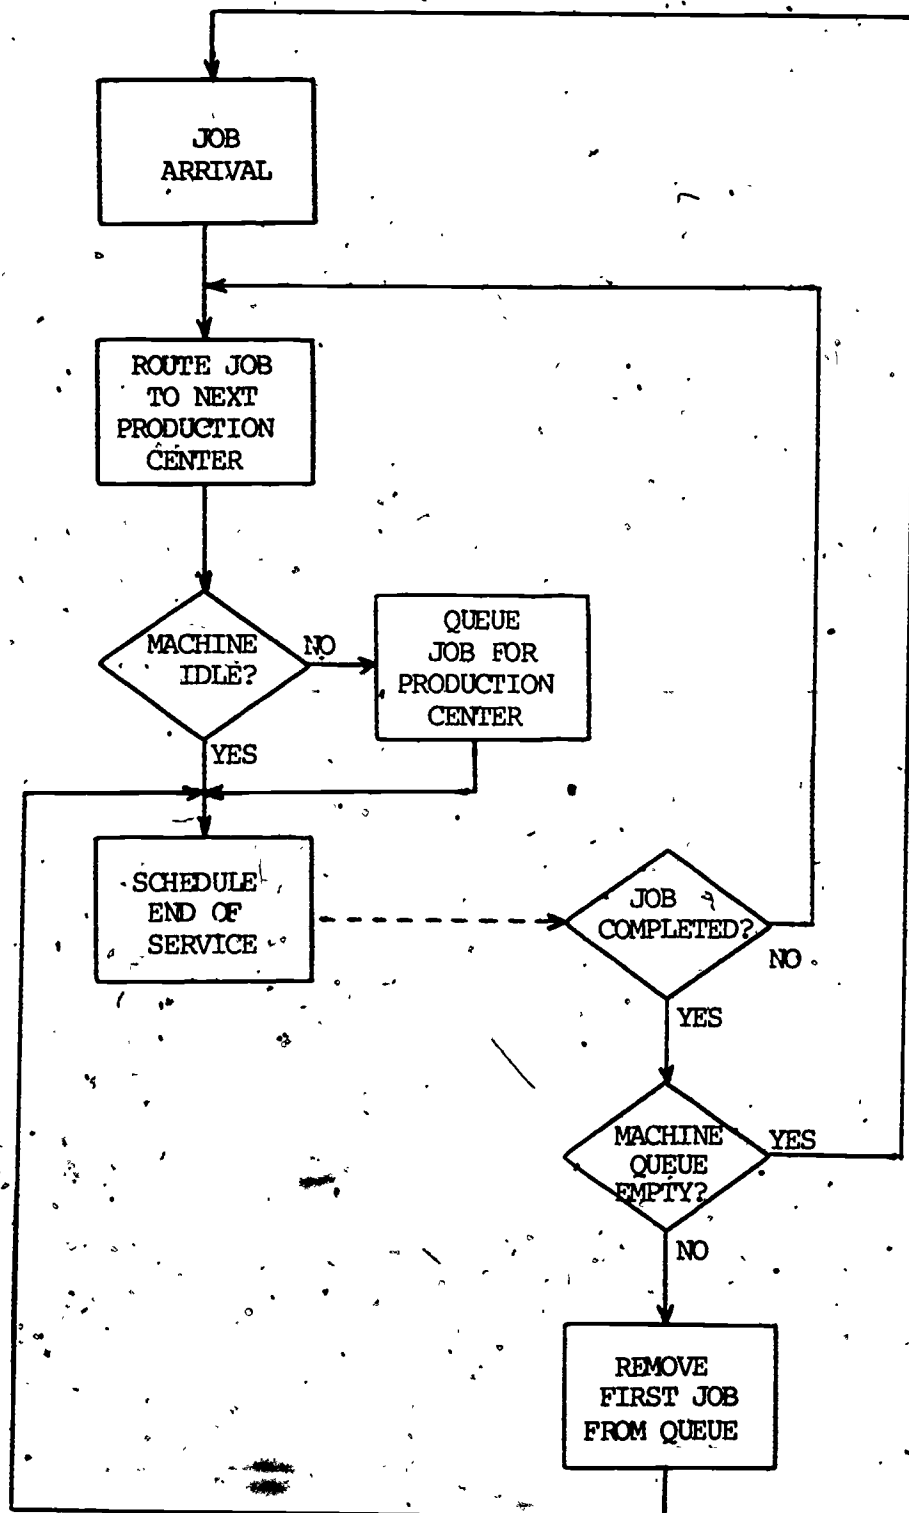 JOB
ARRIVAL
ROUTE JOB
TO NEXT
PRODUCTION
CENTER
MACHINE
IDLE?
NO
QUEUE
JOB FOR
PRODUCTION
CENTER
YES
SCHEDULE
END OF
SERVICE
JOB
COMPLETED?
NO
YES
MACHINE
QUEUE
EMPTY?
YES
NO
REMOVE
FIRST JOB
FROM QUEUE